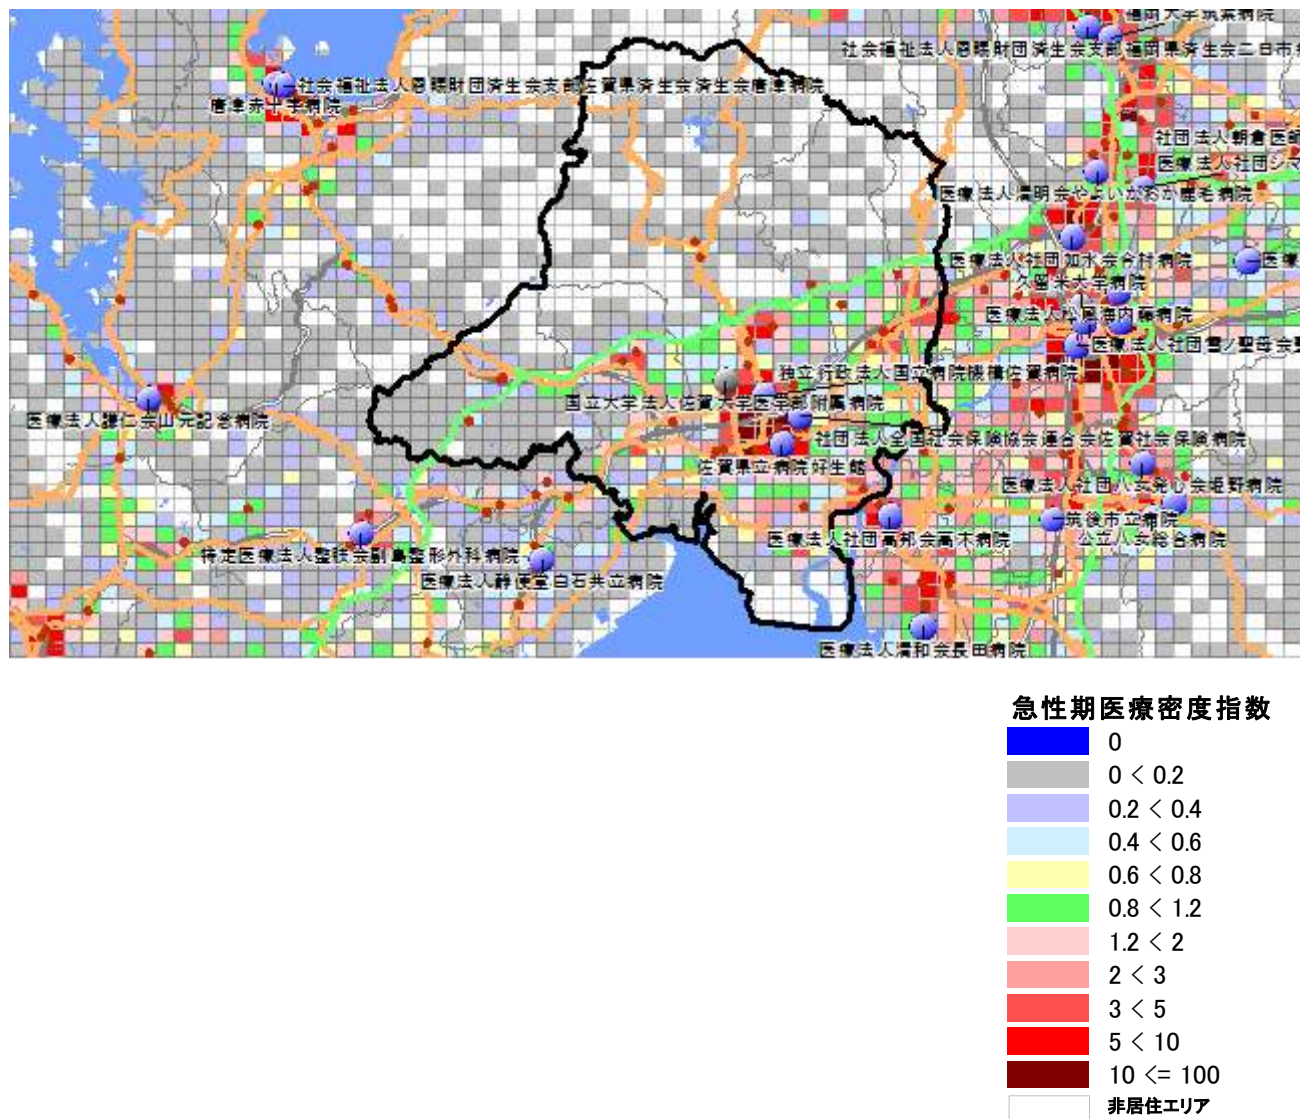 福岡大学筑紫病院
社会福祉法人恩賜財団済生会支部福岡県済生会二日市
社会福祉法人恩賜財団済生会支部佐賀県済生会済生会唐津病院
唐津赤十字病院
社団法人朝倉医師
医療法人社団シマ
医療法人清明会やよいがおか鹿毛病院
医療法人社団如水会今村病院
医療
久留米大学病院
医療法人松風海内藤病院
医療法人社団雪ノ聖母会聖
独立行政法人国立病院機構佐賀病院
国立大学法人佐賀大学医学部附属病院
医療法人謙仁会山元記念病院
社団法人全国社会保険協会連合会佐賀社会保険病院
佐賀県立病院好生館
医療法人社団八女発心会姫野病院
筑後市立病院
公立八女総合病院
医療法人社団高邦会高木病院
特定医療法人整肢会副島整形外科病院
医療法人静便堂白石共立病院
医療法人清和会長田病院
急性期医療密度指数
0
0 < 0.2
0.2 < 0.4
0.4 < 0.6
0.6 < 0.8
0.8 < 1.2
1.2 < 2
2 < 3
3 < 5
5 < 10
10 <= 100
非居住エリア